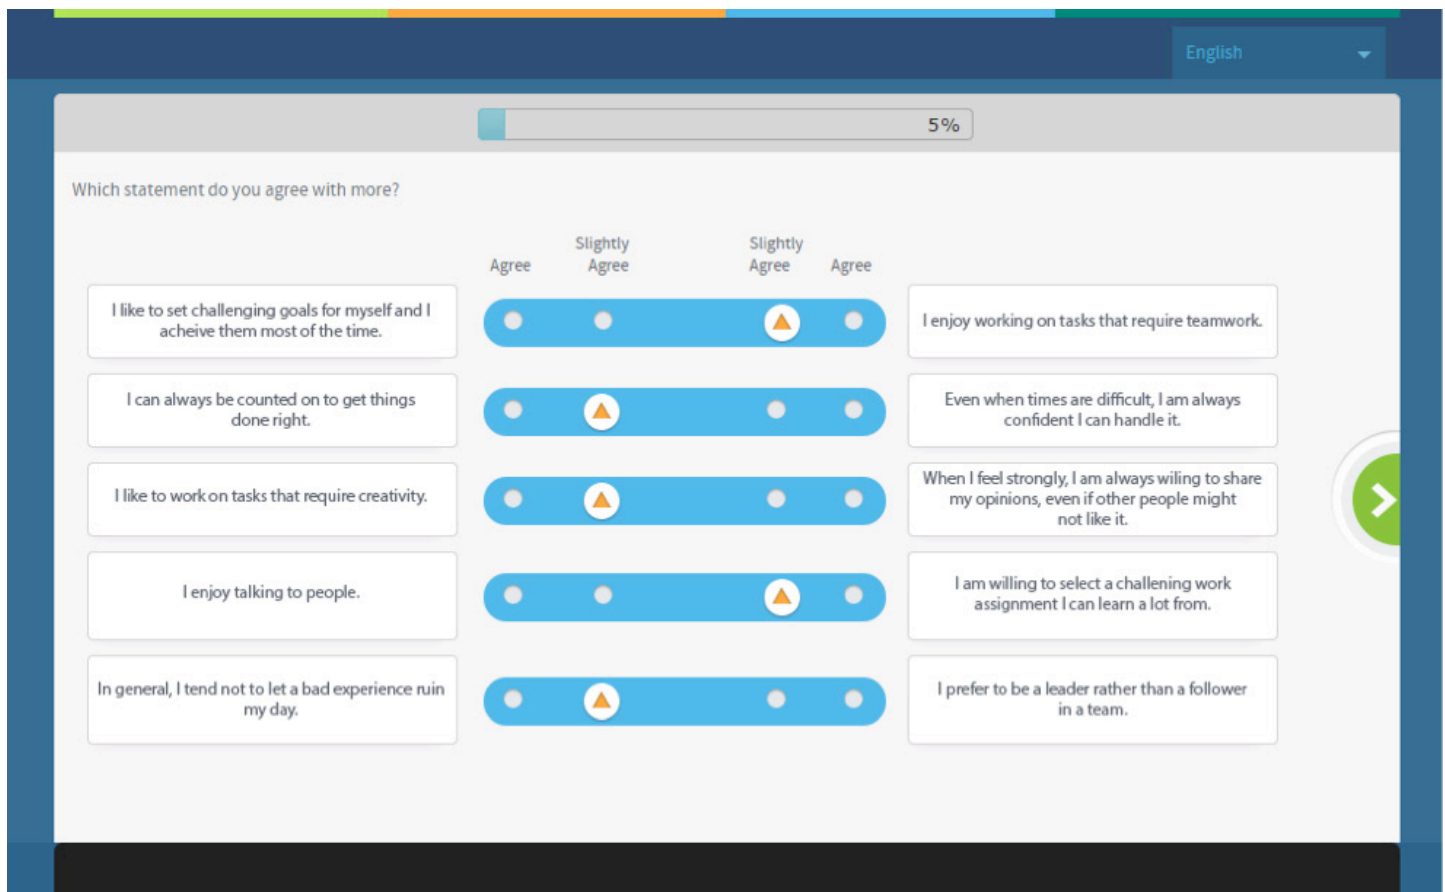 English
5%
Which statement do you agree with more?
Slightly Slightly
Agree Agree Agree Agree
I like to set challenging goals for myself and I
acheive them most of the time.
I enjoy working on tasks that require teamwork.
I can always be counted on to get things
done right.
Even when times are difficult, I am always
confident I can handle it.
I like to work on tasks that require creativity.
When I feel strongly, I am always wiling to share
my opinions, even if other people might
not like it.
I enjoy talking to people.
I am willing to select a challening work
assignment I can learn a lot from.
In general, I tend not to let a bad experience ruin
my day.
I prefer to be a leader rather than a follower
in a team.